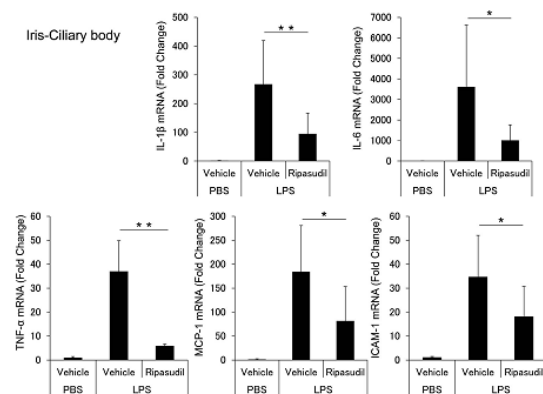 Iris-Ciliary body
IL-1β mRNA (Fold Change)
500
400
300
200
100
0
* *
Vehicle Vehicle Ripasudil
PBS LPS
IL-6 mRNA (Fold Change)
6000
5000
4000
3000
2000
1000
0
*
Vehicle Vehicle Ripasudil
PBS LPS
TNF-α mRNA (Fold Change)
60
50
40
30
20
10
0
* *
Vehicle Vehicle Ripasudil
PBS LPS
MCP-1 mRNA (Fold Change)
300
250
200
150
100
50
0
*
Vehicle Vehicle Ripasudil
PBS LPS
ICAM-1 mRNA (Fold Change)
60
50
40
30
20
10
0
*
Vehicle Vehicle Ripasudil
PBS LPS